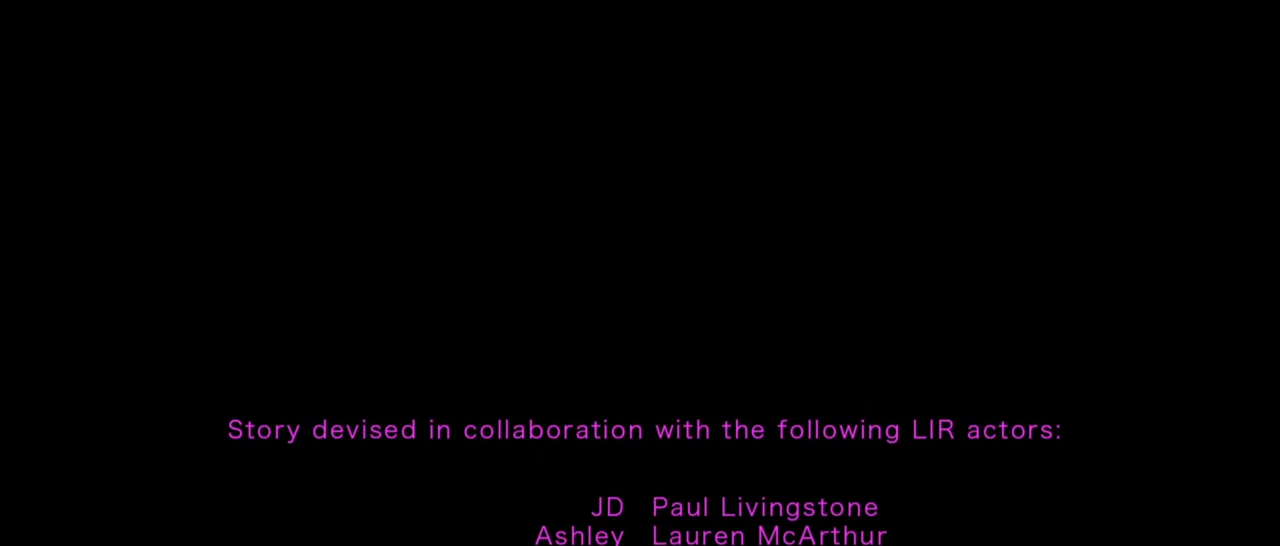 Story devised in collaboration with the following LIR actors:
JD Paul Livingstone
Ashley Lauren McArthur